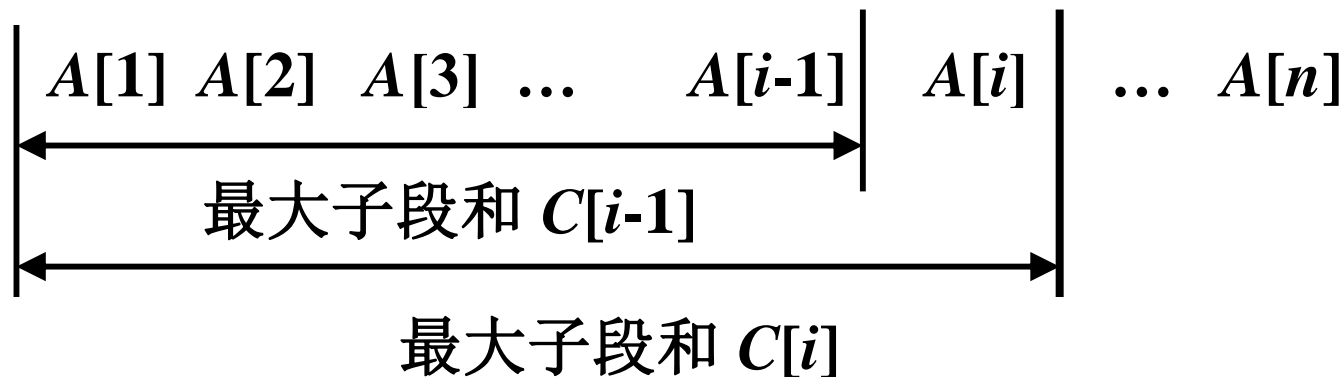 A[1] A[2] A[3] … A[i-1] A[i] … A[n]
最大子段和 C[i-1]
最大子段和 C[i]